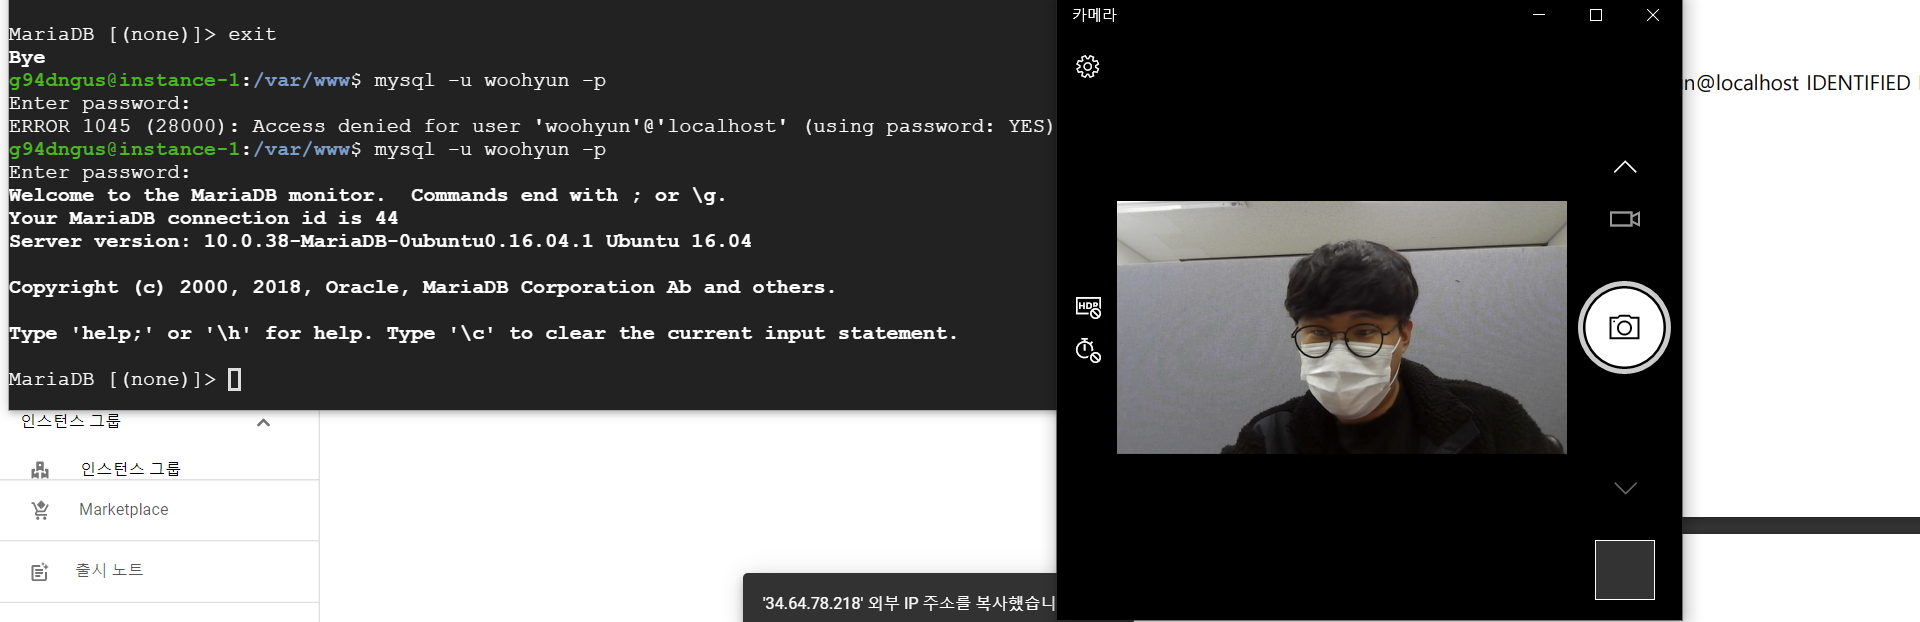 MariaDB [(none)]> exit
Bye
g94dngus@instance-1:/var/www$ mysql -u woohyun -p
Enter password:
ERROR 1045 (28000): Access denied for user 'woohyun'@'localhost' (using password: YES)
g94dngus@instance-1:/var/www$ mysql -u woohyun -p
Enter password:
Welcome to the MariaDB monitor.  Commands end with ; or \g.
Your MariaDB connection id is 44
Server version: 10.0.38-MariaDB-0ubuntu0.16.04.1 Ubuntu 16.04
Copyright (c) 2000, 2018, Oracle, MariaDB Corporation Ab and others.
Type 'help;' or '\h' for help. Type '\c' to clear the current input statement.
MariaDB [(none)]>
인스턴스 그룹
인스턴스 그룹
Marketplace
출시 노트
'34.64.78.218' 외부 IP 주소를 복사했습니
카메라
HDR
n@localhost IDENTIFIED